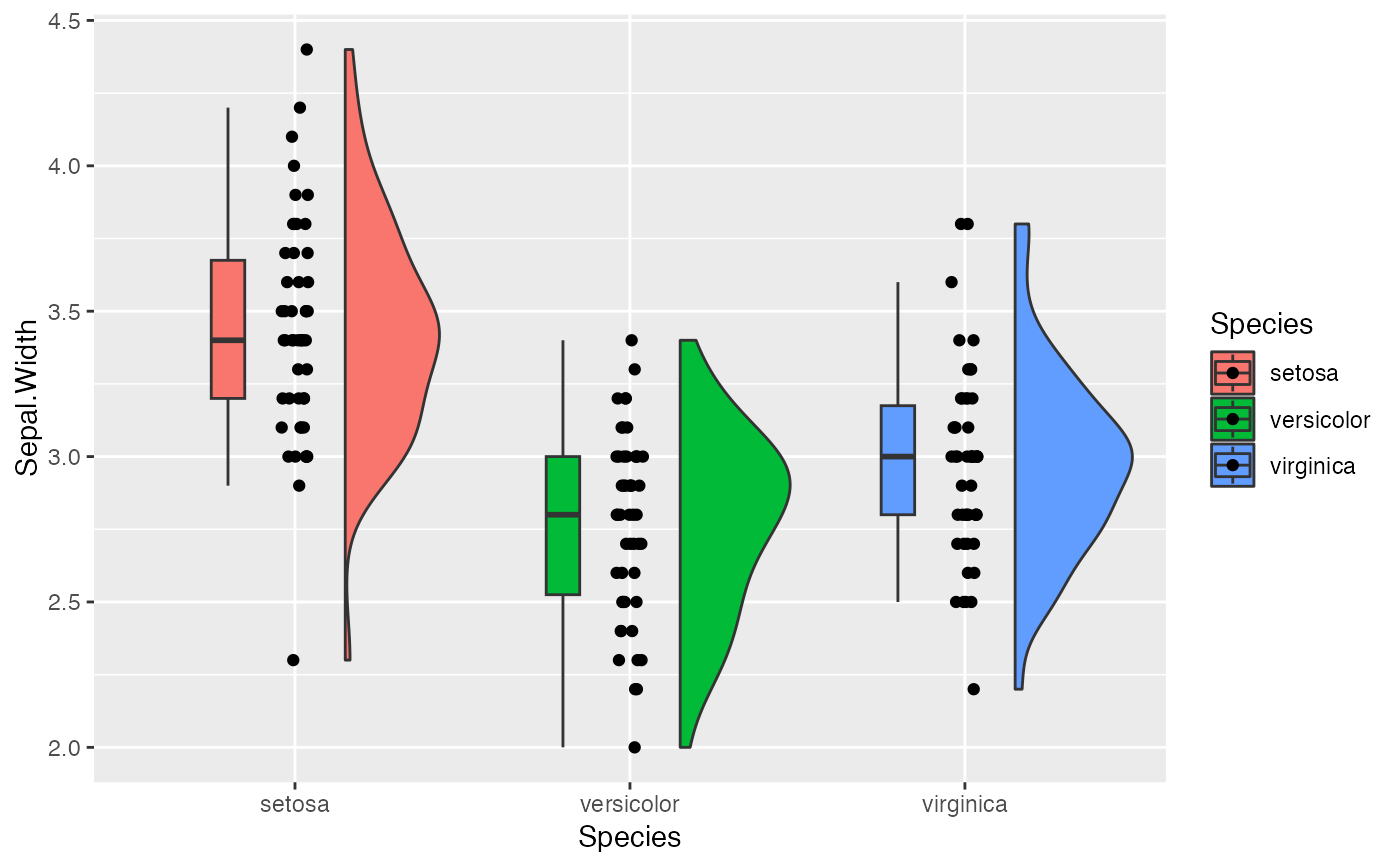 4.5
4.0
3.5
3.0
2.5
2.0
Sepal.Width
setosa
versicolor
virginica
Species
Species
setosa
versicolor
virginica